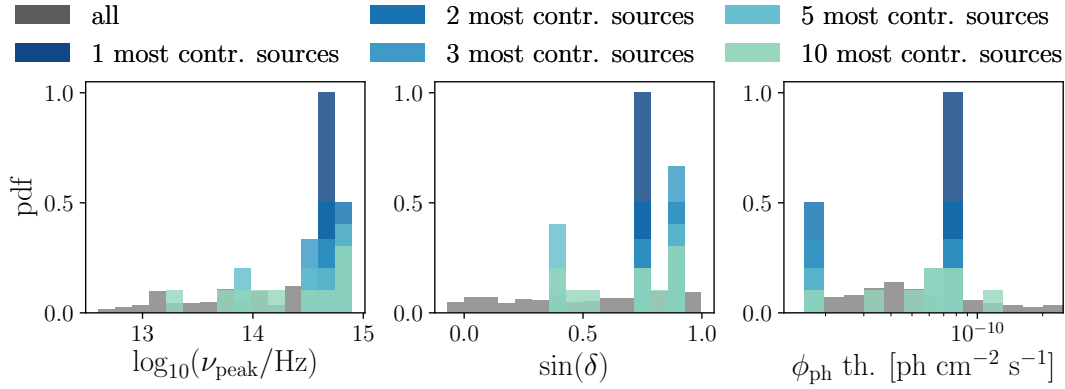 all
2 most contr. sources
5 most contr. sources
1 most contr. sources
3 most contr. sources
10 most contr. sources
pdf
1.0
0.5
0.0
13
14
15
log₁₀(νpeak/Hz)
1.0
0.5
0.0
0.0
0.5
1.0
sin(δ)
1.0
0.5
0.0
10⁻¹⁰
ϕph th. [ph cm⁻² s⁻¹]